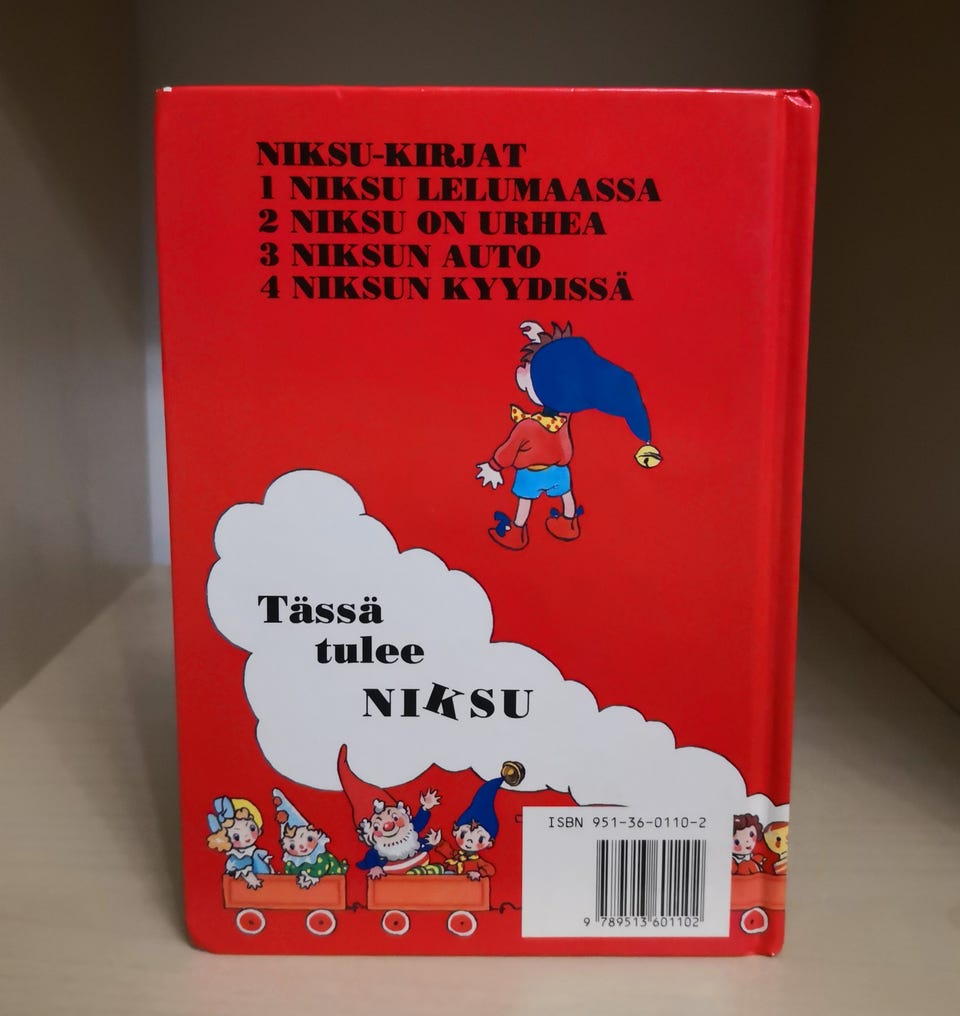 NIKSU-KIRJAT
1 NIKSU LELUMAASSA
2 NIKSU ON URHEA
3 NIKSUN AUTO
4 NIKSUN KYYDISSÄ
Tässä
tulee
NIKSU
ISBN 951-36-0110-2
9 789513 601102